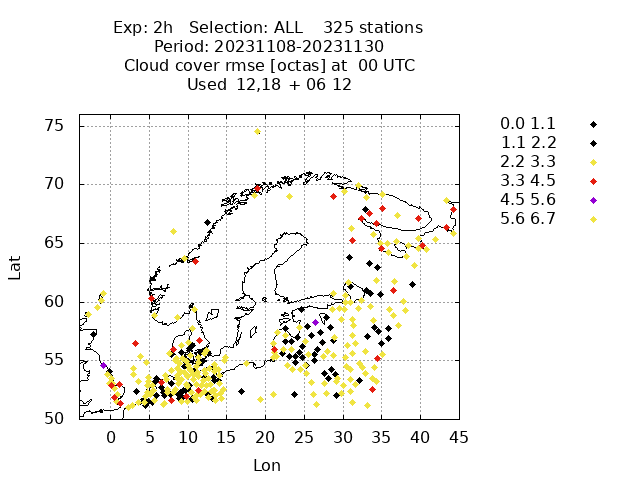 Exp: 2h   Selection: ALL    325 stations
Period: 20231108-20231130
Cloud cover rmse [octas] at  00 UTC
Used  12,18 + 06 12
75
70
65
60
55
50
Lat
0 5 10 15 20 25 30 35 40 45
Lon
0.0 1.1
1.1 2.2
2.2 3.3
3.3 4.5
4.5 5.6
5.6 6.7